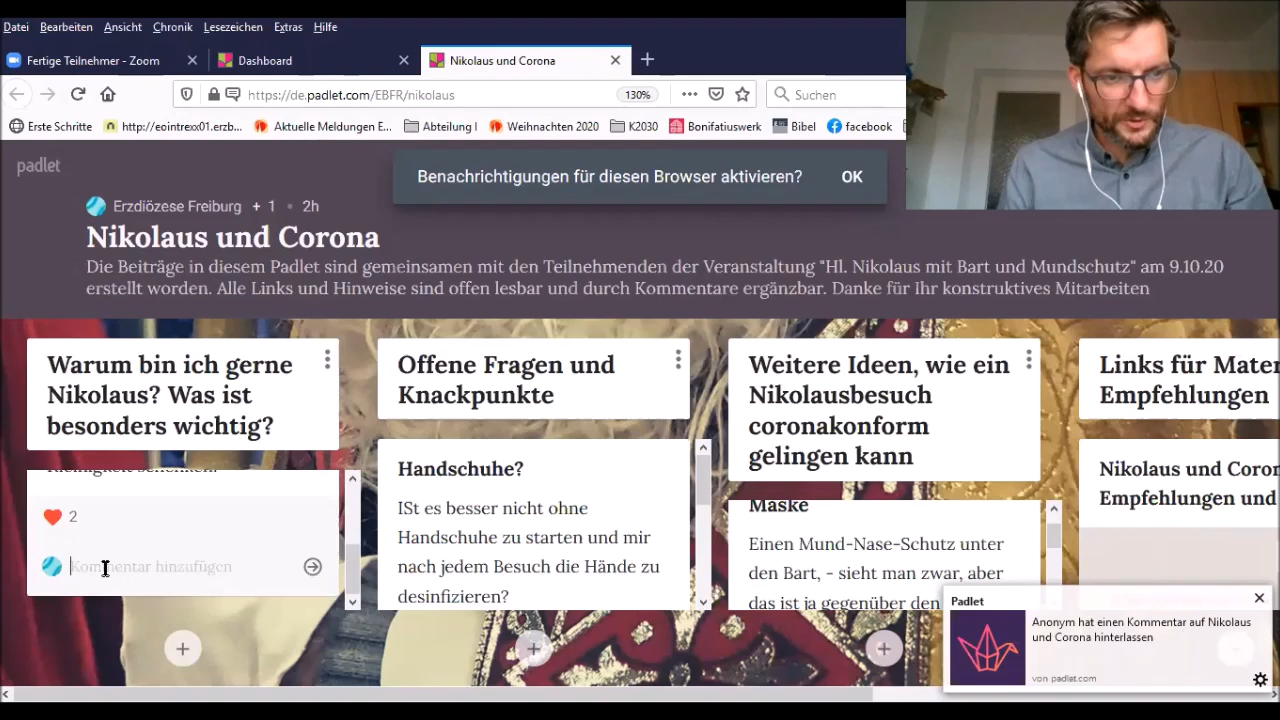 Datei Bearbeiten Ansicht Chronik Lesezeichen Extras Hilfe
Fertige Teilnehmer - Zoom
Dashboard
Nikolaus und Corona
https://de.padlet.com/EBFR/nikolaus
130%
Suchen
Erste Schritte
http://eointrexx01.erzb...
Aktuelle Meldungen E...
Abteilung I
Weihnachten 2020
K2030
Bonifatiuswerk
Bibel
facebook
padlet
Benachrichtigungen für diesen Browser aktivieren? OK
Erzdiözese Freiburg + 1 • 2h
Nikolaus und Corona
Die Beiträge in diesem Padlet sind gemeinsamen mit den Teilnehmenden der Veranstaltung "Hl. Nikolaus mit Bart und Mundschutz" am 9.10.20
erstellt worden. Alle Links und Hinweise sind offen lesbar und durch Kommentare ergänzbar. Danke für Ihr konstruktives Mitarbeiten
Warum bin ich gerne
Nikolaus? Was ist
besonders wichtig?
2
Kommentar hinzufügen
Offene Fragen und
Knackpunkte
Handschuhe?
ISt es besser nicht ohne
Handschuhe zu starten und mir
nach jedem Besuch die Hände zu
desinfizieren?
Weitere Ideen, wie ein
Nikolausbesuch
coronakonform
gelingen kann
Maske
Einen Mund-Nase-Schutz unter
den Bart, - sieht man zwar, aber
das ist ja gegenüber den
Links für Mater
Empfehlungen
Nikolaus und Coron
Empfehlungen und
Padlet
Anonym hat einen Kommentar auf Nikolaus
und Corona hinterlassen
von padlet.com